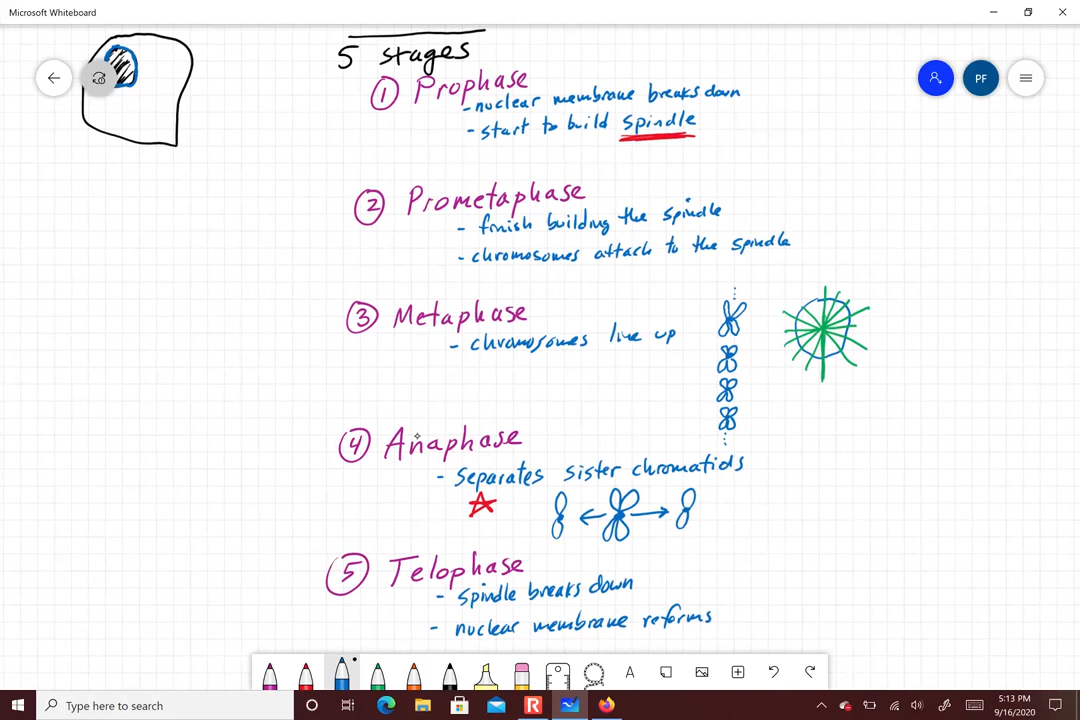 Microsoft Whiteboard
5 stages
① Prophase
- nuclear membrane breaks down
- start to build spindle
PF
② Prometaphase
- finish building the spindle
- chromosomes attach to the spindle
③ Metaphase
- chromosomes line up
④ Anaphase
- separates sister chromatids
⑤ Telophase
- spindle breaks down
- nuclear membrane reforms
A
Type here to search
5:13 PM
9/16/2020